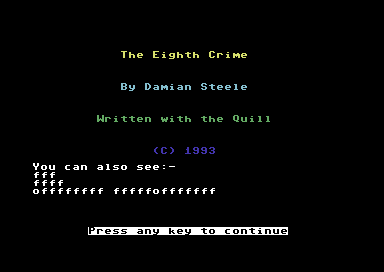 The Eighth Crime
By Damian Steele
Written with the Quill
(C) 1993
You can also see:-
fff
ffff
offfffffff fffffofffffff
Press any key to continue